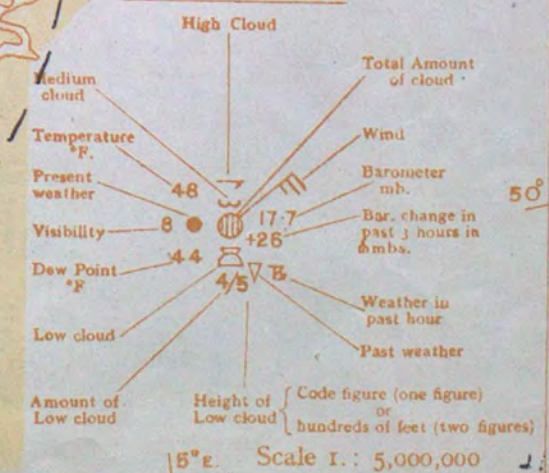 High Cloud
Medium
cloud
Total Amount
of cloud
Temperature
°F.
Wind
Present
weather
48
Barometer
mb.
50°
Visibility
8
17.7
+26
Bar. change in
past 3 hours in
mbs.
Dew Point
°F
44
4/5
Weather in
past hour
Low cloud
Past weather
Amount of
Low cloud
Height of
Low cloud
Code figure (one figure)
or
hundreds of feet (two figures)
5°E.
Scale 1.: 5,000,000